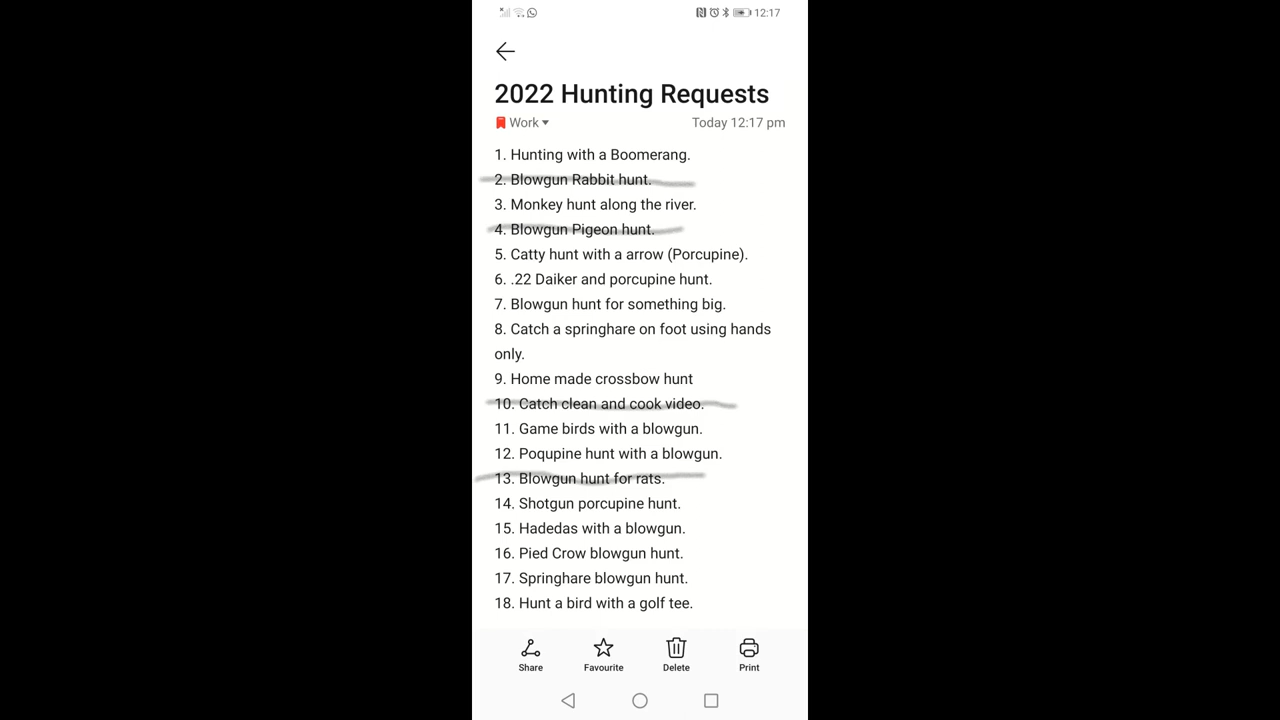 12:17
2022 Hunting Requests
Work
Today 12:17 pm
1. Hunting with a Boomerang.
2. Blowgun Rabbit hunt.
3. Monkey hunt along the river.
4. Blowgun Pigeon hunt.
5. Catty hunt with a arrow (Porcupine).
6. .22 Daiker and porcupine hunt.
7. Blowgun hunt for something big.
8. Catch a springhare on foot using hands
only.
9. Home made crossbow hunt
10. Catch clean and cook video.
11. Game birds with a blowgun.
12. Poqupine hunt with a blowgun.
13. Blowgun hunt for rats.
14. Shotgun porcupine hunt.
15. Hadedas with a blowgun.
16. Pied Crow blowgun hunt.
17. Springhare blowgun hunt.
18. Hunt a bird with a golf tee.
Share Favourite Delete Print